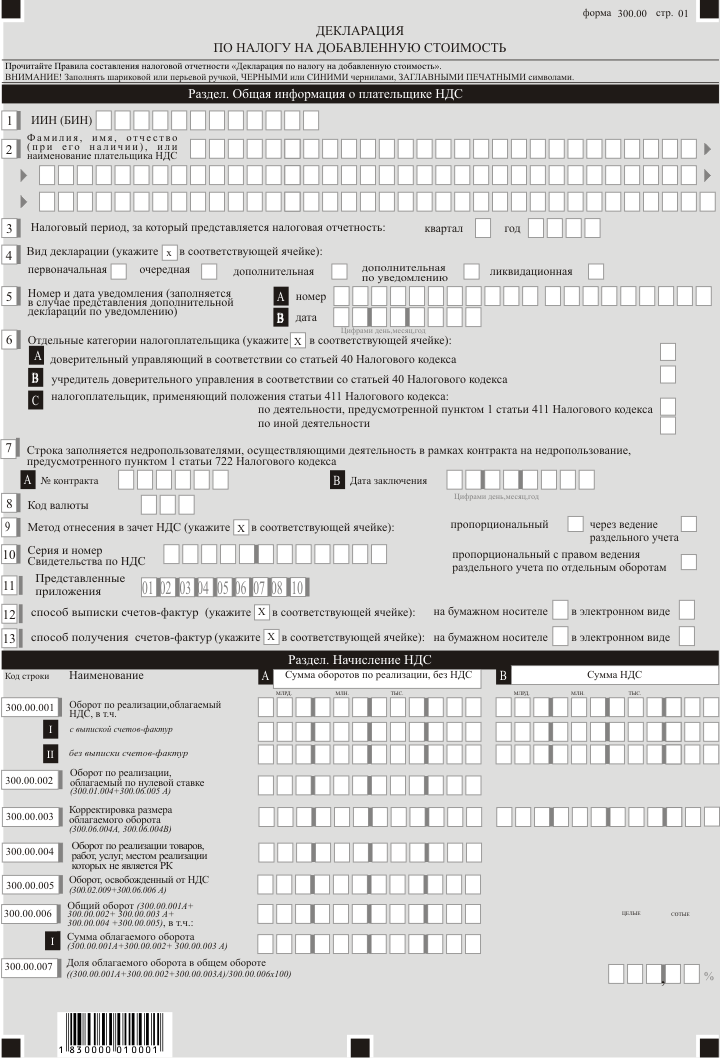 форма 300.00 стр. 01
ДЕКЛАРАЦИЯ
ПО НАЛОГУ НА ДОБАВЛЕННУЮ СТОИМОСТЬ
Прочитайте Правила составления налоговой отчетности «Декларация по налогу на добавленную стоимость».
ВНИМАНИЕ! Заполнять шариковой или перьевой ручкой, ЧЕРНЫМИ или СИНИМИ чернилами, ЗАГЛАВНЫМИ ПЕЧАТНЫМИ символами.
Раздел. Общая информация о плательщике НДС
1 ИИН (БИН)
2 Фамилия, имя, отчество
(при его наличии), или
наименование плательщика НДС
3 Налоговый период, за который представляется налоговая отчетность: квартал год
4 Вид декларации (укажите x в соответствующей ячейке):
первоначальная очередная дополнительная дополнительная по уведомлению ликвидационная
5 Номер и дата уведомления (заполняется
в случае представления дополнительной
декларации по уведомлению)
A номер
B дата
Цифрами день,месяц,год
6 Отдельные категории налогоплательщика (укажите X в соответствующей ячейке):
A доверительный управляющий в соответствии со статьей 40 Налогового кодекса
B учредитель доверительного управления в соответствии со статьей 40 Налогового кодекса
C налогоплательщик, применяющий положения статьи 411 Налогового кодекса:
по деятельности, предусмотренной пунктом 1 статьи 411 Налогового кодекса
по иной деятельности
7 Строка заполняется недропользователями, осуществляющими деятельность в рамках контракта на недропользование,
предусмотренного пунктом 1 статьи 722 Налогового кодекса
A № контракта B Дата заключения
Цифрами день,месяц,год
8 Код валюты
9 Метод отнесения в зачет НДС (укажите X в соответствующей ячейке): пропорциональный через ведение
раздельного учета
10 Серия и номер
Свидетельства по НДС
пропорциональный с правом ведения
раздельного учета по отдельным оборотам
11 Представленные
приложения
01 02 03 04 05 06 07 08 10
12 способ выписки счетов-фактур (укажите X в соответствующей ячейке): на бумажном носителе в электронном виде
13 способ получения счетов-фактур (укажите X в соответствующей ячейке): на бумажном носителе в электронном виде
Раздел. Начисление НДС
Код строки Наименование A Сумма оборотов по реализации, без НДС B Сумма НДС
млрд. млн. тыс. млрд. млн. тыс.
300.00.001 Оборот по реализации,облагаемый
НДС, в т.ч.
I с выпиской счетов-фактур
II без выписки счетов-фактур
300.00.002 Оборот по реализации,
облагаемый по нулевой ставке
(300.01.004+300.06.005 А)
300.00.003 Корректировка размера
облагаемого оборота
(300.06.004А, 300.06.004В)
300.00.004 Оборот по реализации товаров,
работ, услуг, местом реализации
которых не является РК
300.00.005 Оборот, освобожденный от НДС
(300.02.009+300.06.006 А)
300.00.006 Общий оборот (300.00.001А+
300.00.002+ 300.00.003 А+
300.00.004 +300.00.005), в т.ч.:
целые сотые
I Сумма облагаемого оборота
(300.00.001А+300.00.002+ 300.00.003 А)
300.00.007 Доля облагаемого оборота в общем обороте
((300.00.001А+300.00.002+300.00.003А)/300.00.006х100)
, %
1 830000 010001